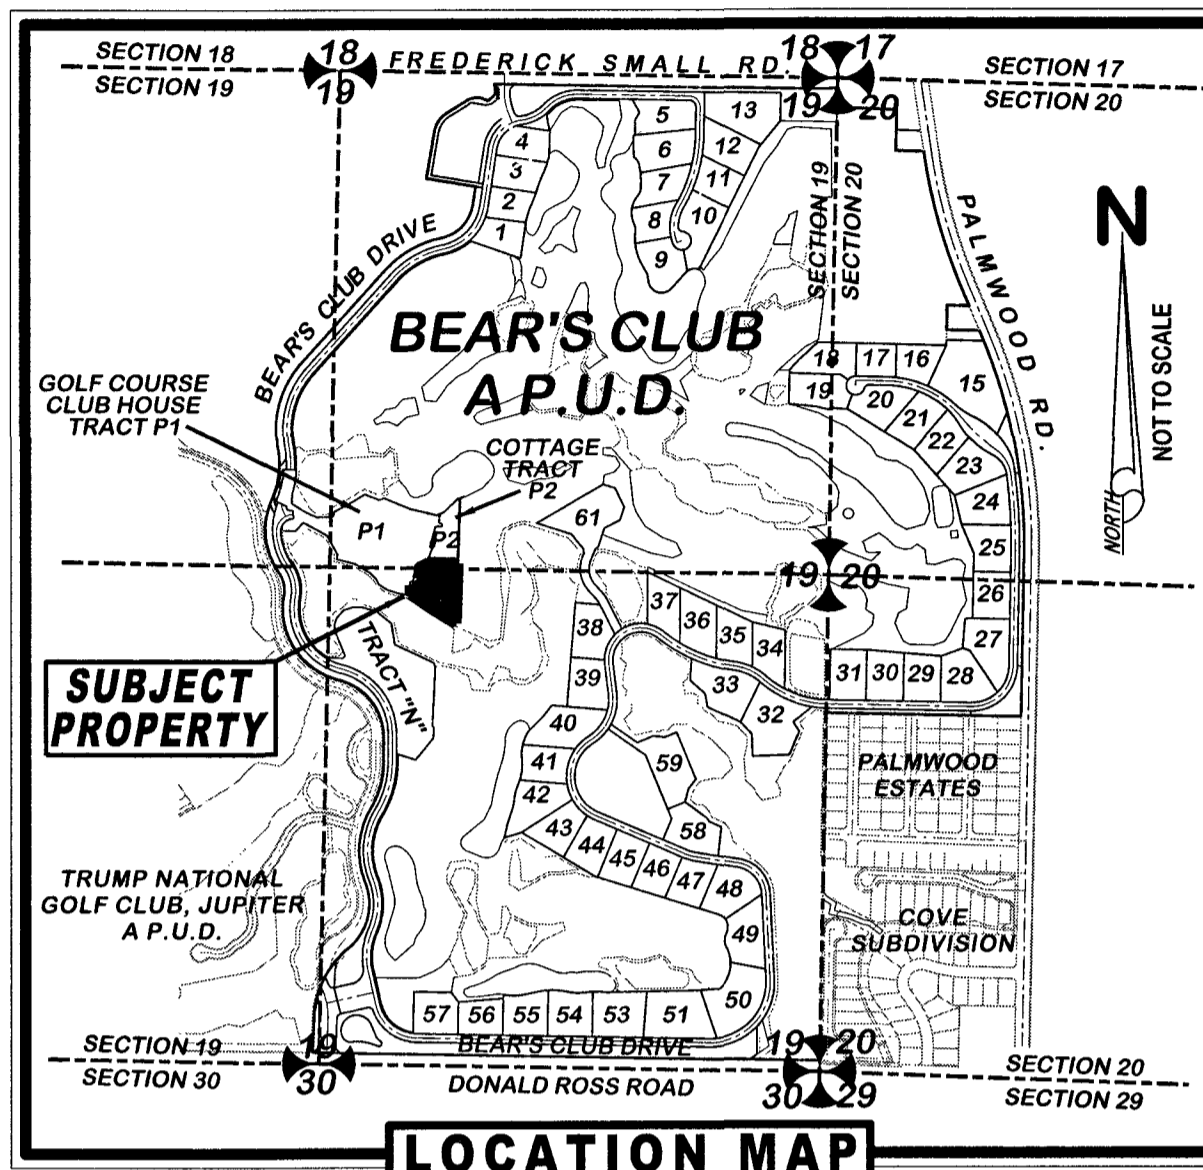 SECTION 18
SECTION 19
18
19
FREDERICK SMALL RD.
18 17
19 20
SECTION 17
SECTION 20
5
13
4
6
12
3
7
11
2
8
10
1
9
SECTION 19
SECTION 20
PALMWOOD RD.
N
NORTH
NOT TO SCALE
BEAR'S CLUB DRIVE
BEAR'S CLUB
A P.U.D.
GOLF COURSE
CLUB HOUSE
TRACT P1
COTTAGE
TRACT
P2
P1
P2
61
18
17
16
15
19
20
21
22
23
24
25
26
27
28
29
30
31
19 20
37
36
35
34
38
39
33
32
40
41
42
59
58
43
44
45
46
47
48
49
50
SUBJECT
PROPERTY
TRACT "N"
PALMWOOD
ESTATES
TRUMP NATIONAL
GOLF CLUB, JUPITER
A P.U.D.
COVE
SUBDIVISION
57
56
55
54
53
51
BEAR'S CLUB DRIVE
SECTION 19
SECTION 30
19
30
DONALD ROSS ROAD
19 20
30 29
SECTION 20
SECTION 29
LOCATION MAP